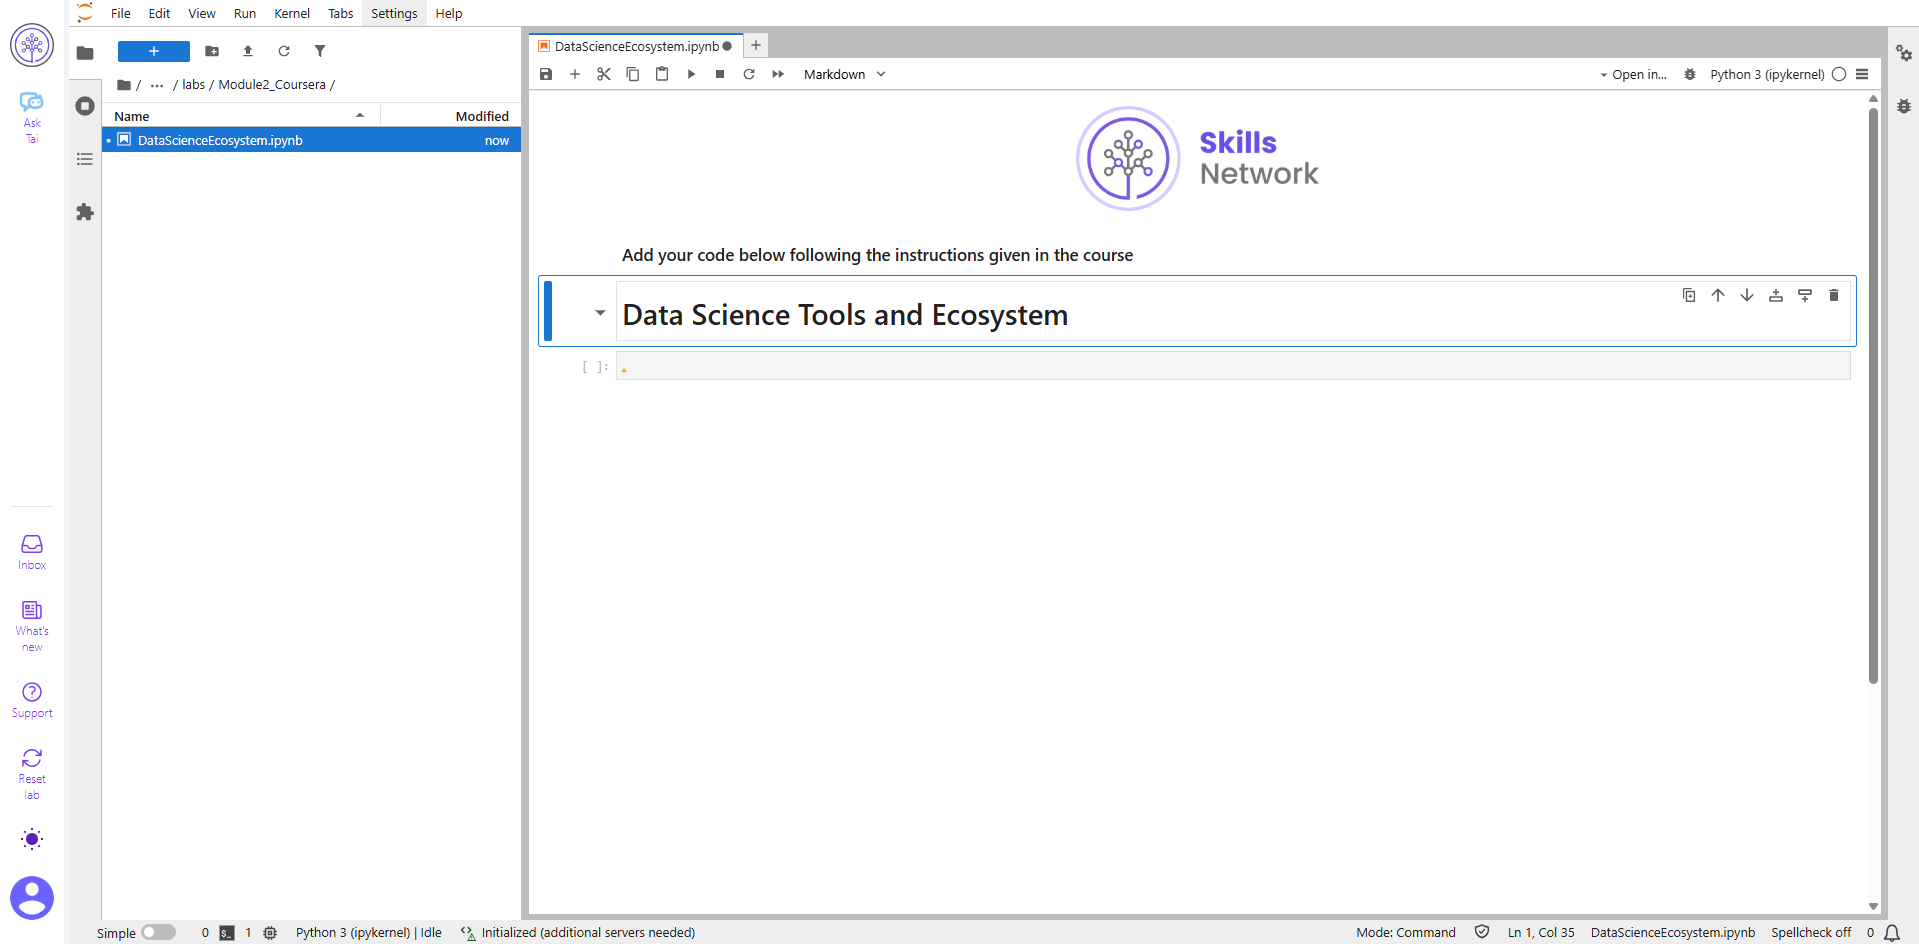 File Edit View Run Kernel Tabs Settings Help
Ask
Tai
Inbox
What's
new
Support
Reset
lab
+
/ ... / labs / Module2_Coursera /
Name Modified
DataScienceEcosystem.ipynb now
DataScienceEcosystem.ipynb
Markdown
Open in...
Python 3 (ipykernel)
Skills
Network
Add your code below following the instructions given in the course
Data Science Tools and Ecosystem
[ ]:
Simple 0 $_ 1 Python 3 (ipykernel) | Idle Initialized (additional servers needed) Mode: Command Ln 1, Col 35 DataScienceEcosystem.ipynb Spellcheck off 0